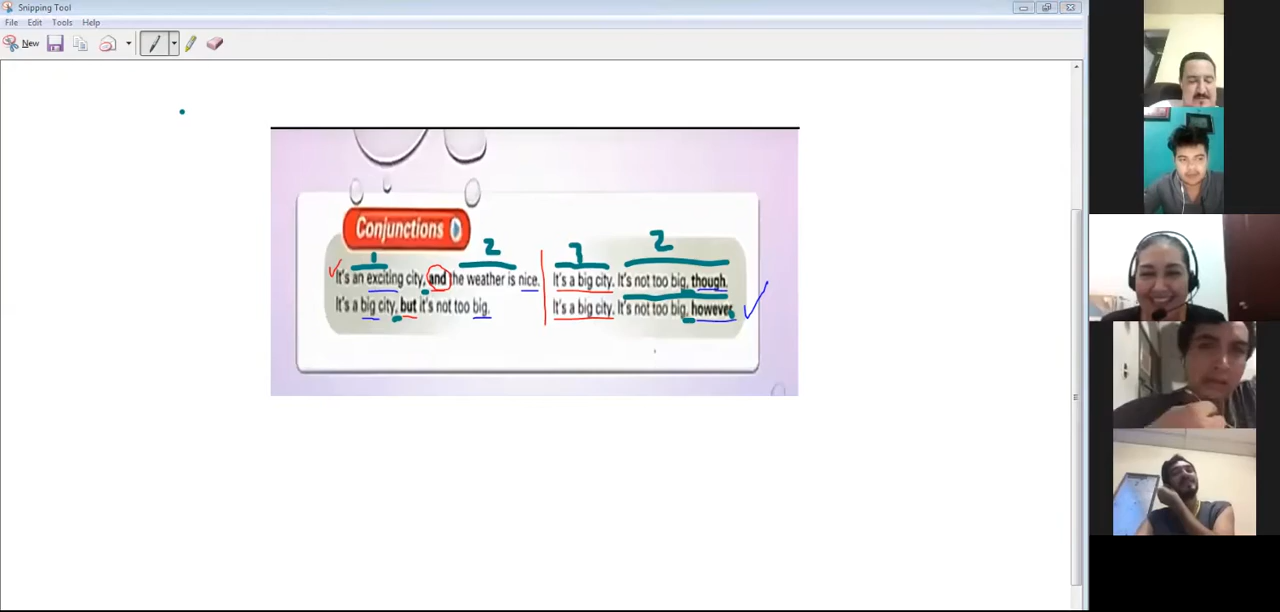 Snipping Tool
File Edit Tools Help
New
Conjunctions
1 2 1 2
It's an exciting city, and the weather is nice. It's a big city. It's not too big, though.
It's a big city, but it's not too big. It's a big city. It's not too big, however.